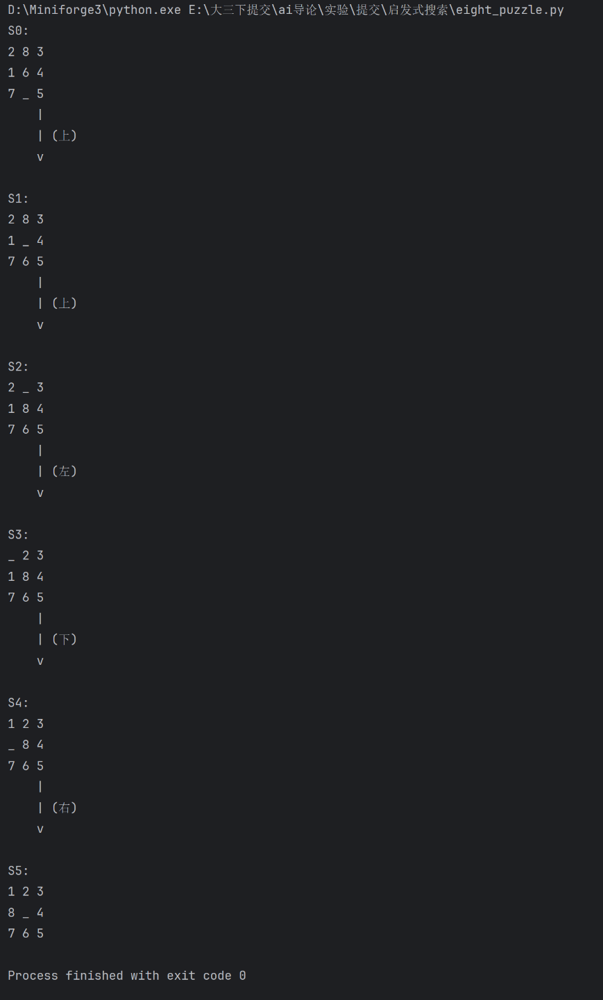 D:\Miniforge3\python.exe E:\大三下提交\ai导论\实验\提交\启发式搜索\eight_puzzle.py
S0:
2 8 3
1 6 4
7 _ 5
|
| (上)
v
S1:
2 8 3
1 _ 4
7 6 5
|
| (上)
v
S2:
2 _ 3
1 8 4
7 6 5
|
| (左)
v
S3:
_ 2 3
1 8 4
7 6 5
|
| (下)
v
S4:
1 2 3
_ 8 4
7 6 5
|
| (右)
v
S5:
1 2 3
8 _ 4
7 6 5
Process finished with exit code 0